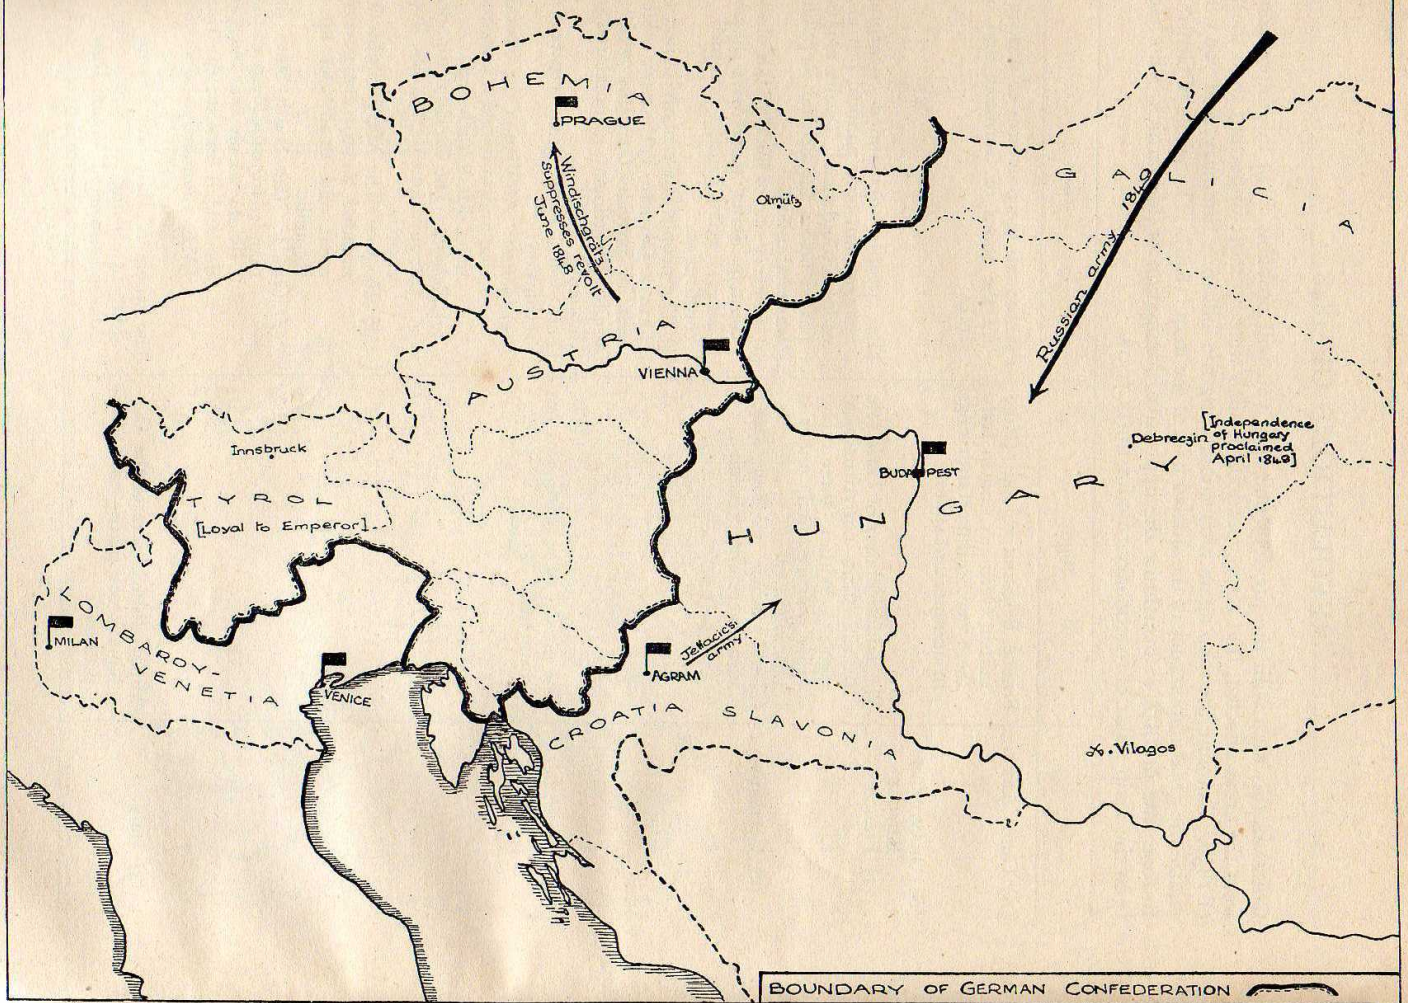 BOHEMIA
PRAGUE
Windischgrätz
Suppresses revolt
June 1848
Olmütz
GALICIA
Russian army 1849
AUSTRIA
VIENNA
Innsbruck
TYROL
[Loyal to Emperor]
BUDAPEST
Debreczin
[Independence
of Hungary
proclaimed
April 1849]
HUNGARY
LOMBARDY-
VENETIA
MILAN
VENICE
Jellacic's
army
AGRAM
CROATIA SLAVONIA
Vilagos
BOUNDARY OF GERMAN CONFEDERATION